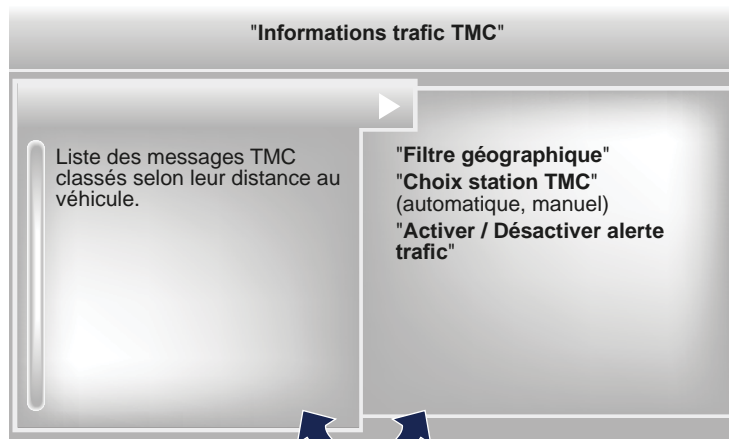 "Informations trafic TMC"
Liste des messages TMC
classés selon leur distance au
véhicule.
"Filtre géographique"
"Choix station TMC"
(automatique, manuel)
"Activer / Désactiver alerte
trafic"